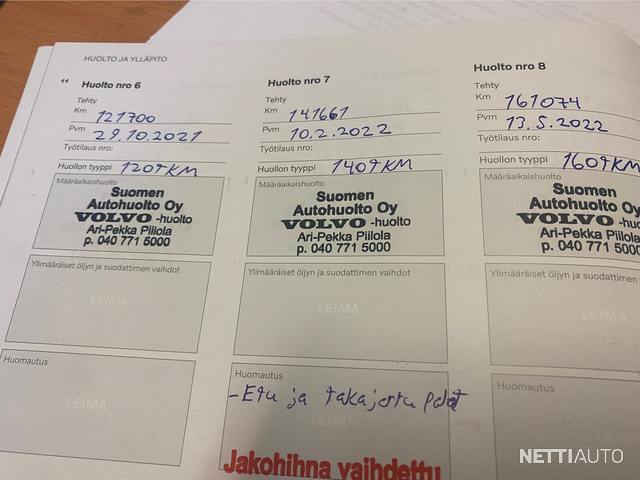 HUOLTO JA YLLÄPITO
“
Huolto nro 6
Tehty
Km 121700
Pvm 29.10.2021
Työtilaus nro:
Huollon tyyppi 120tKM
Määräaikaishuolto
Suomen
Autohuolto Oy
VOLVO -huolto
Ari-Pekka Piilola
p. 040 771 5000
Ylimääräiset öljyn ja suodattimen vaihdot
LEIMA
Huomautus
LEIMA
Huolto nro 7
Tehty
Km 141661
Pvm 10.2.2022
Työtilaus nro:
Huollon tyyppi 140tKM
Määräaikaishuolto
Suomen
Autohuolto Oy
VOLVO -huolto
Ari-Pekka Piilola
p. 040 771 5000
Ylimääräiset öljyn ja suodattimen vaihdot
LEIMA
Huomautus
- Etu ja takajarru palat
LEIMA
Jakohihna vaihdettu
Huolto nro 8
Tehty
Km 161074
Pvm 13.5.2022
Työtilaus nro:
Huollon tyyppi 160tKM
Määräaikaishuolto
Suomen
Autohuolto Oy
VOLVO -huolto
Ari-Pekka Piilola
p. 040 771 5000
Ylimääräiset öljyn ja suodattimen
LEIMA
Huomautus
NETTIAUTO